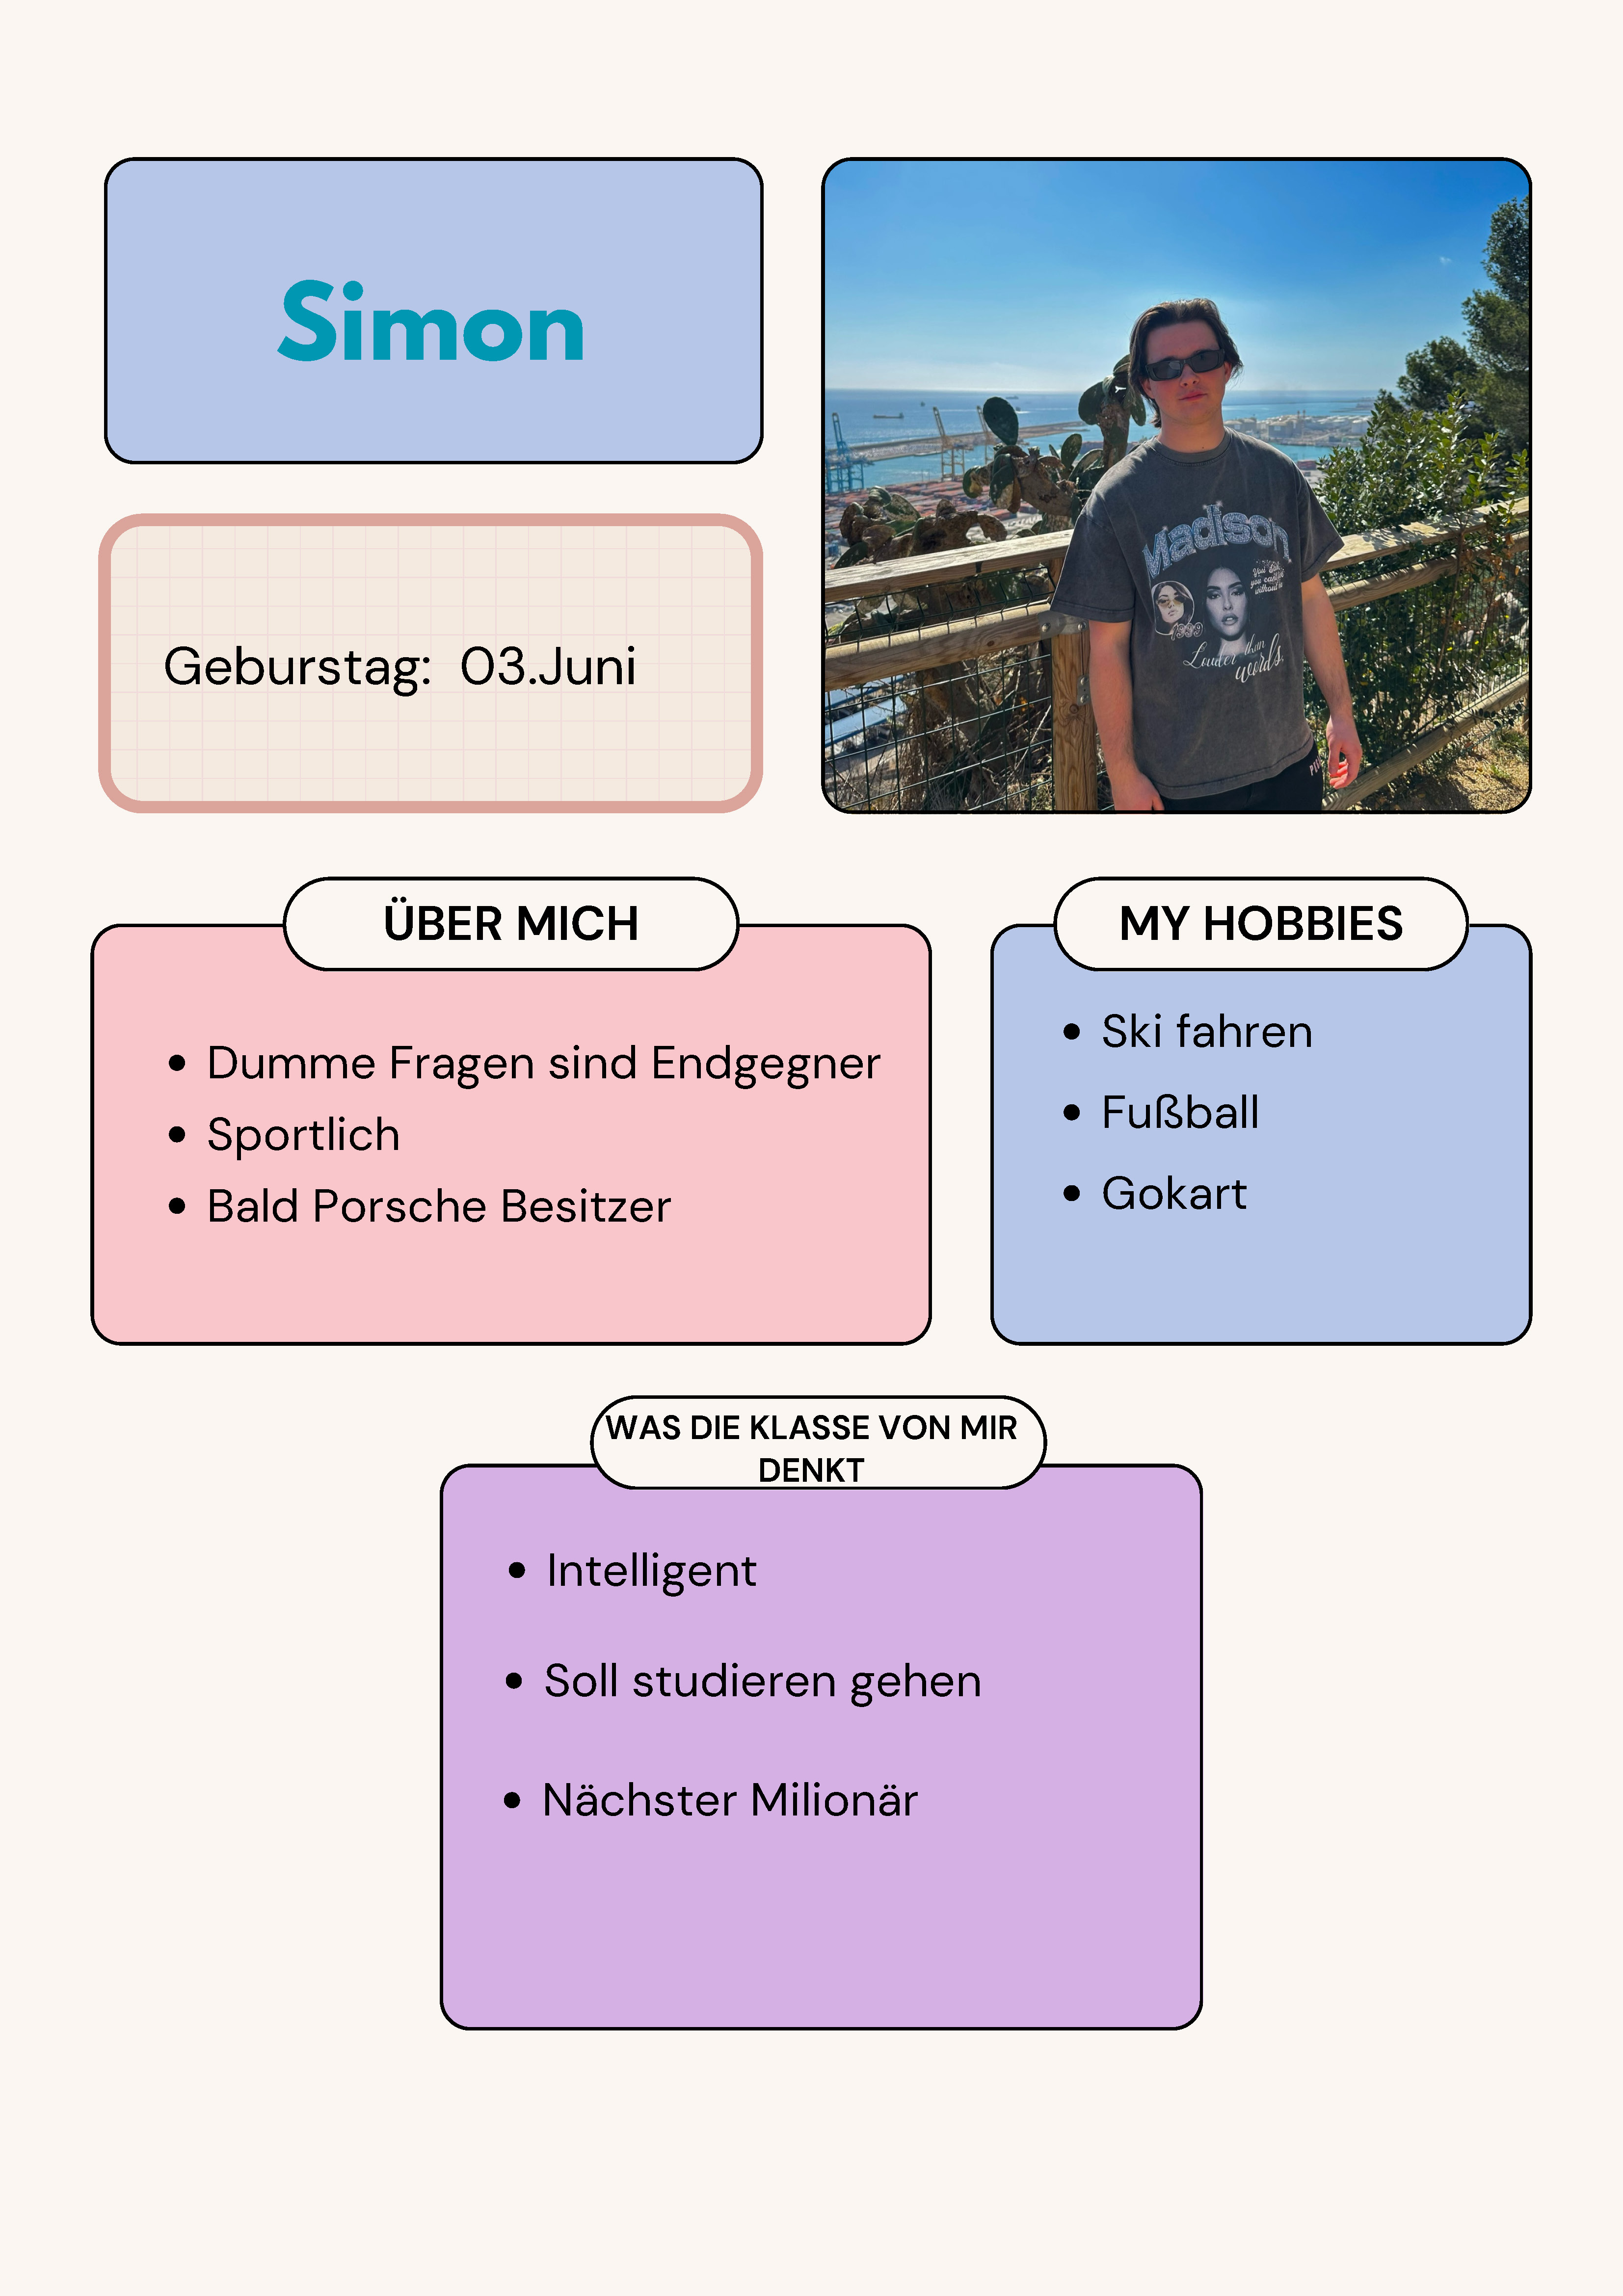 Simon
Geburstag: 03.Juni
Madison
1999
Louder than
words.
ÜBER MICH
Dumme Fragen sind Endgegner
Sportlich
Bald Porsche Besitzer
MY HOBBIES
Ski fahren
Fußball
Gokart
WAS DIE KLASSE VON MIR
DENKT
Intelligent
Soll studieren gehen
Nächster Milionär